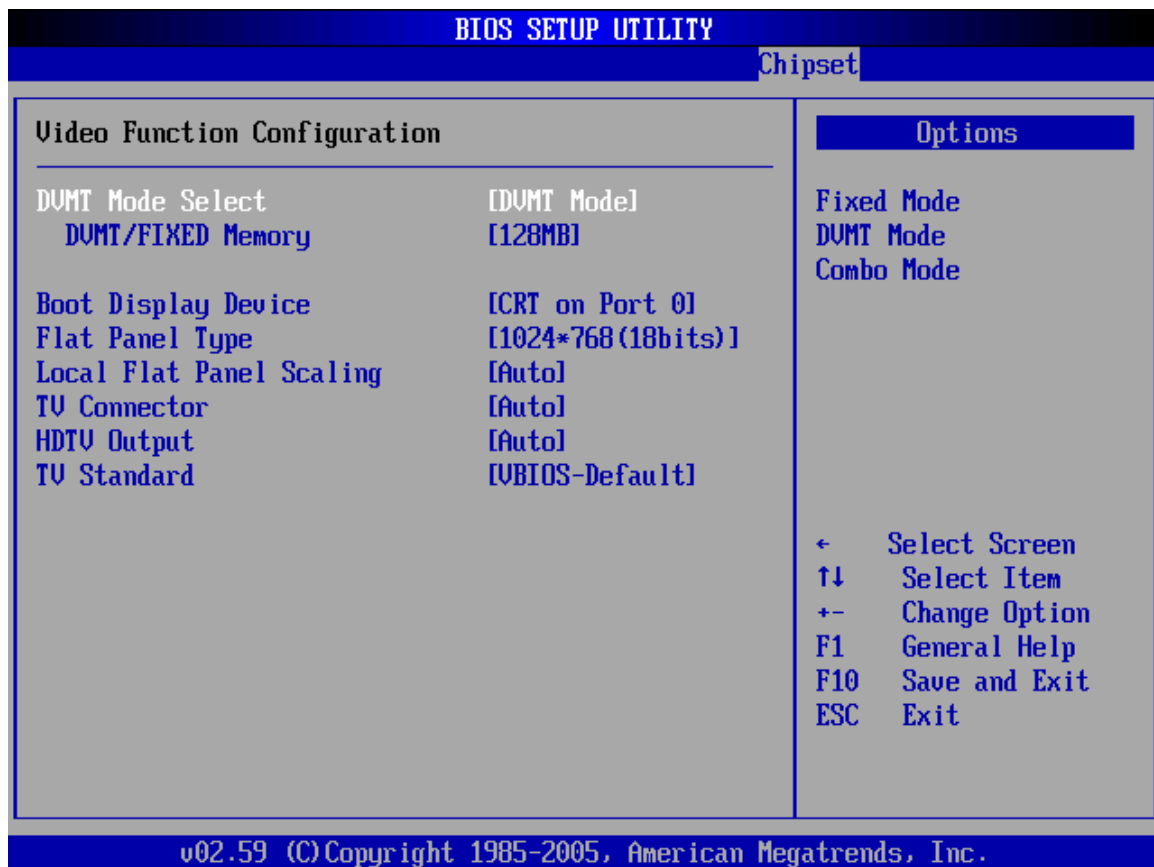 BIOS SETUP UTILITY
Chipset
Video Function Configuration
DVMT Mode Select [DVMT Mode]
DVMT/FIXED Memory [128MB]
Boot Display Device [CRT on Port 0]
Flat Panel Type [1024*768(18bits)]
Local Flat Panel Scaling [Auto]
TV Connector [Auto]
HDTV Output [Auto]
TV Standard [VBIOS-Default]
Options
Fixed Mode
DVMT Mode
Combo Mode
← Select Screen
↑↓ Select Item
+- Change Option
F1 General Help
F10 Save and Exit
ESC Exit
v02.59 (C)Copyright 1985-2005, American Megatrends, Inc.